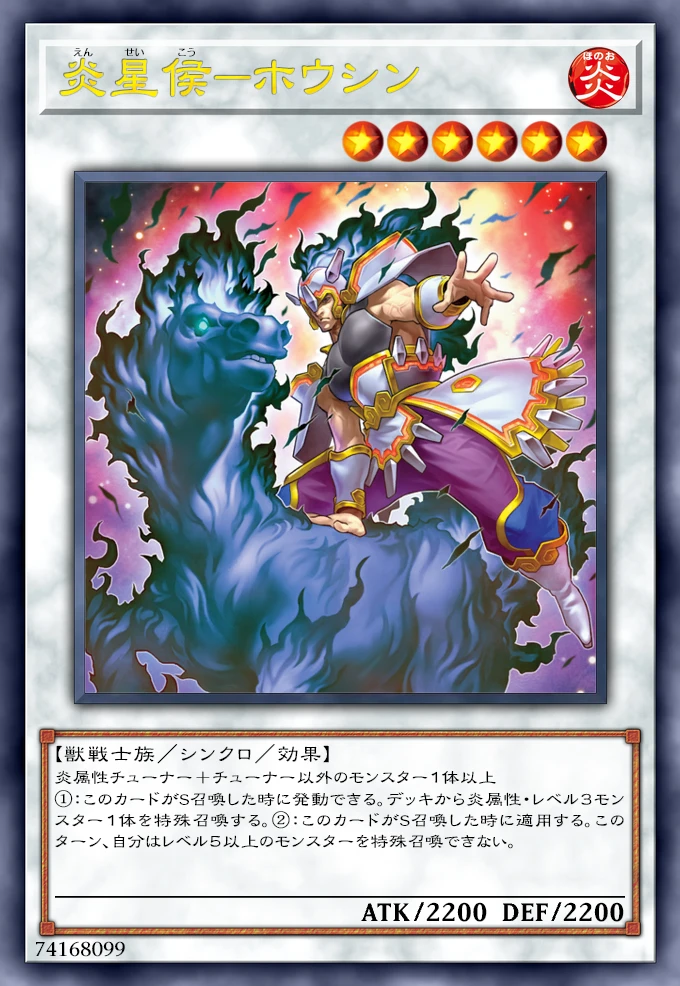 えん せい こう
炎星侯－ホウシン
ほのお
炎
【獣戦士族／シンクロ／効果】
炎属性チューナー＋チューナー以外のモンスター１体以上
①：このカードがS召喚した時に発動できる。デッキから炎属性・レベル３モン
スター１体を特殊召喚する。②：このカードがS召喚した時に適用する。この
ターン、自分はレベル５以上のモンスターを特殊召喚できない。
ATK/2200 DEF/2200
74168099